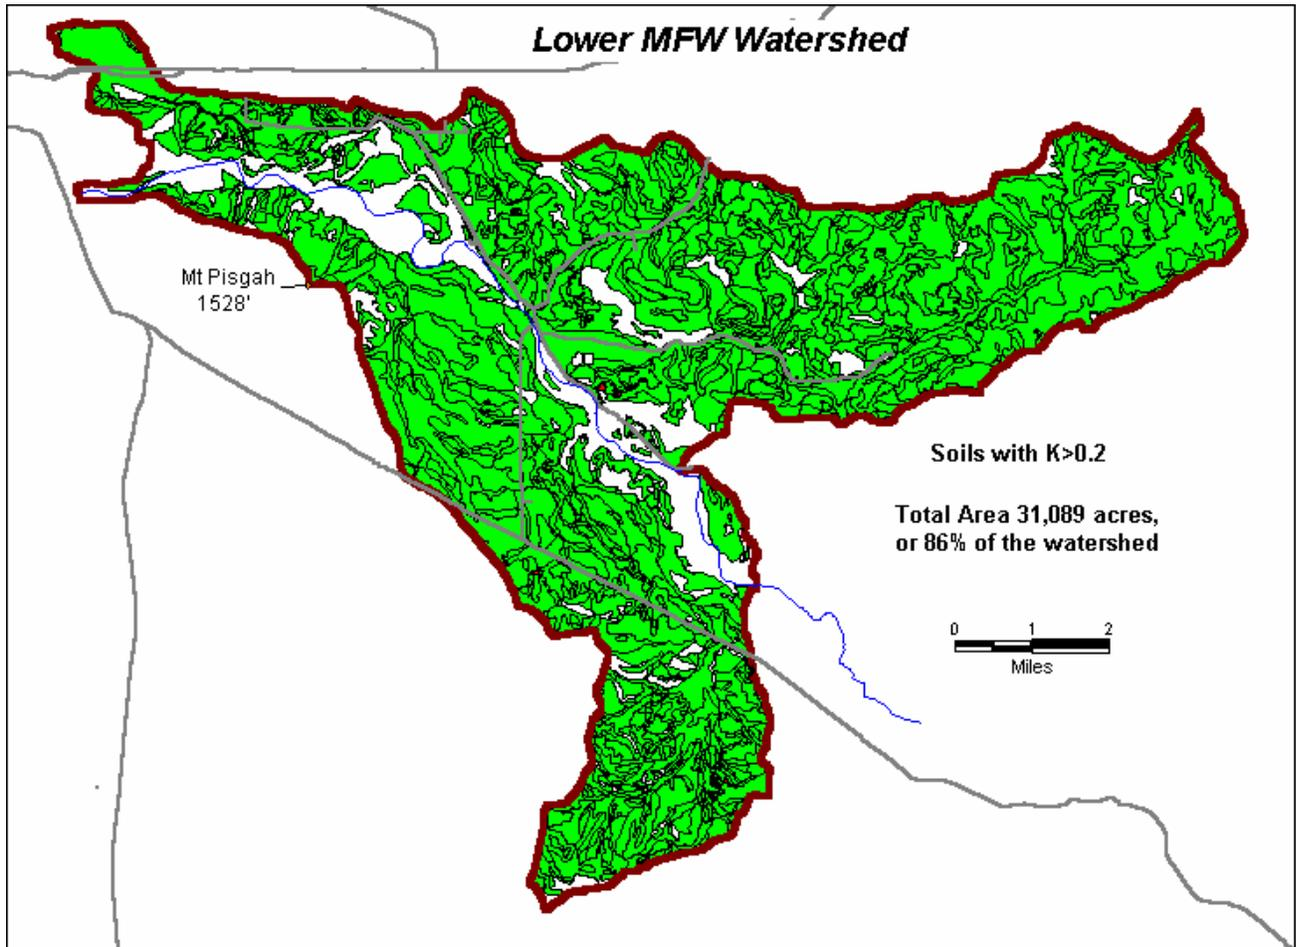 Lower MFW Watershed
Mt Pisgah
1528'
Soils with K>0.2
Total Area 31,089 acres,
or 86% of the watershed
0 1 2
Miles